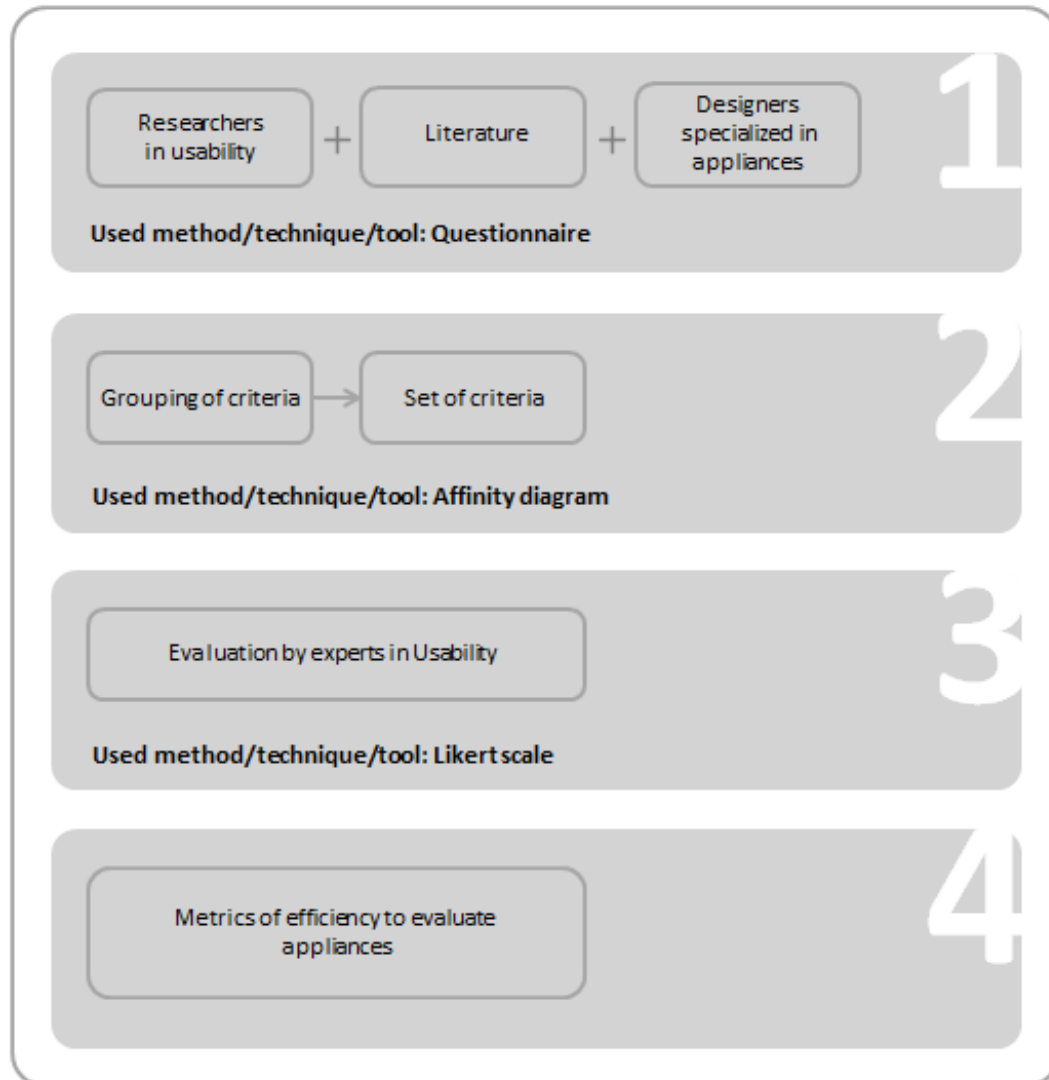 1
Researchers
in usability
+
Literature
+
Designers
specialized in
appliances
Used method/technique/tool: Questionnaire
2
Grouping of criteria
Set of criteria
Used method/technique/tool: Affinity diagram
3
Evaluation by experts in Usability
Used method/technique/tool: Likert scale
4
Metrics of efficiency to evaluate
appliances